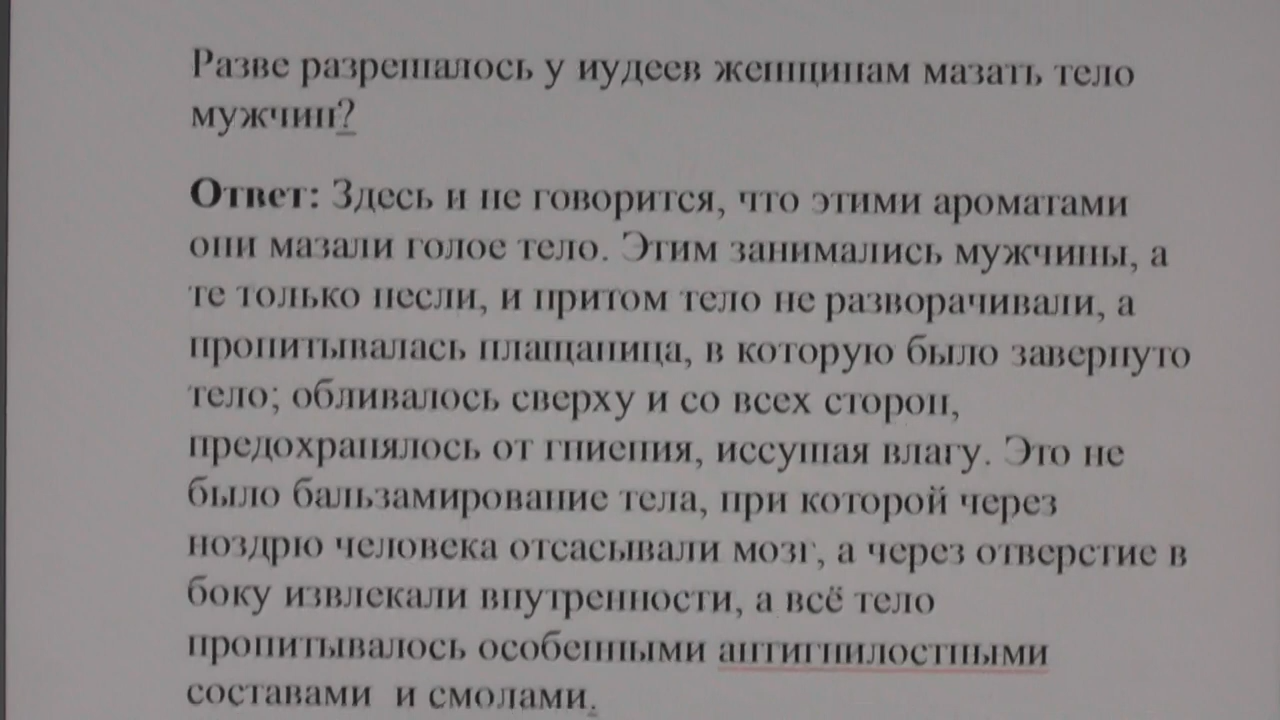 Разве разрешалось у иудеев женщинам мазать тело
мужчин?
Ответ: Здесь и не говорится, что этими ароматами
они мазали голое тело. Этим занимались мужчины, а
те только несли, и притом тело не разворачивали, а
пропитывалась плащаница, в которую было завернуто
тело; обливалось сверху и со всех сторон,
предохранялось от гниения, иссушая влагу. Это не
было бальзамирование тела, при которой через
ноздрю человека отсасывали мозг, а через отверстие в
боку извлекали внутренности, а всё тело
пропитывалось особенными антигнилостными
составами и смолами.